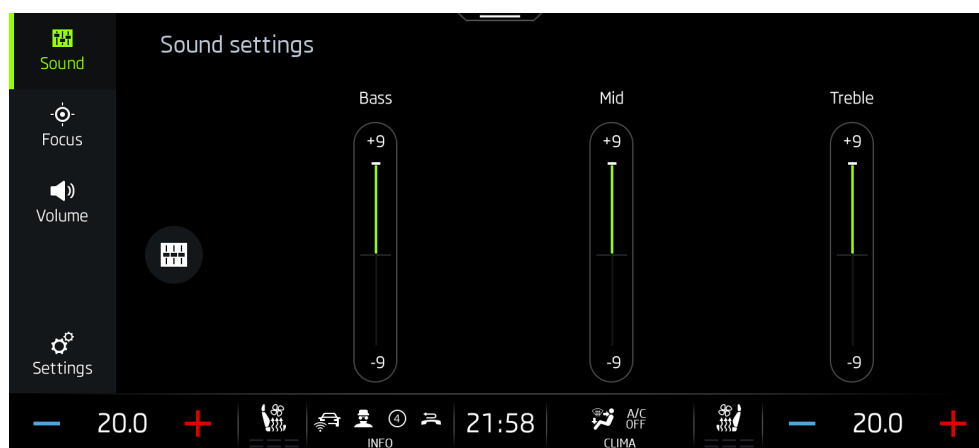 Sound
Sound settings
Focus
Volume
Settings
Bass
+9
-9
Mid
+9
-9
Treble
+9
-9
20.0
4
INFO
21:58
A/C
OFF
CLIMA
20.0